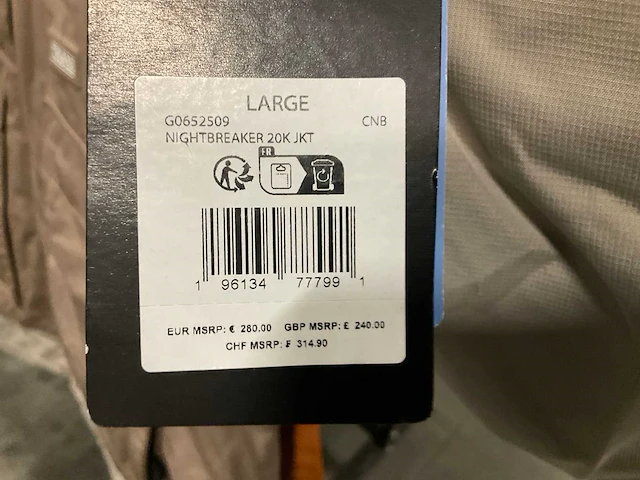 LARGE
G0652509 CNB
NIGHTBREAKER 20K JKT
FR
1 96134 77799 1
EUR MSRP: € 280.00 GBP MSRP: £ 240.00
CHF MSRP: ₣ 314.90